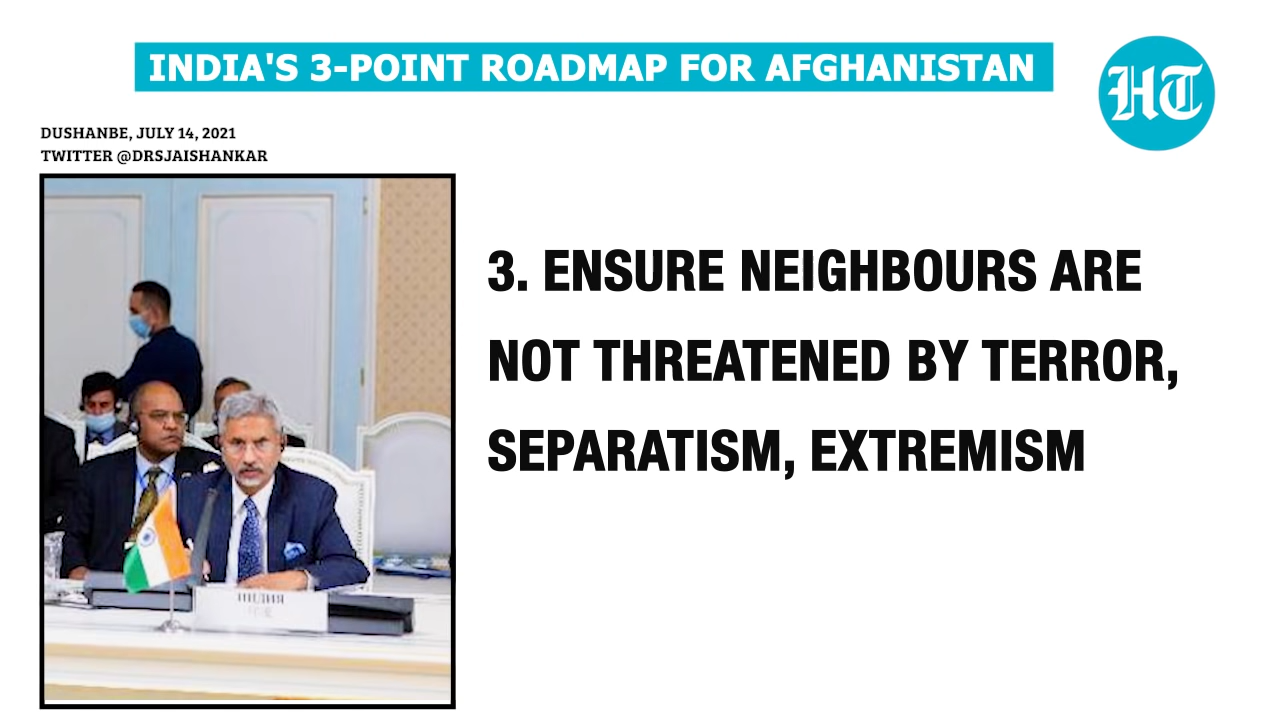 INDIA'S 3-POINT ROADMAP FOR AFGHANISTAN
HT
DUSHANBE, JULY 14, 2021
TWITTER @DRSJAISHANKAR
3. ENSURE NEIGHBOURS ARE
NOT THREATENED BY TERROR,
SEPARATISM, EXTREMISM
ИНДИЯ